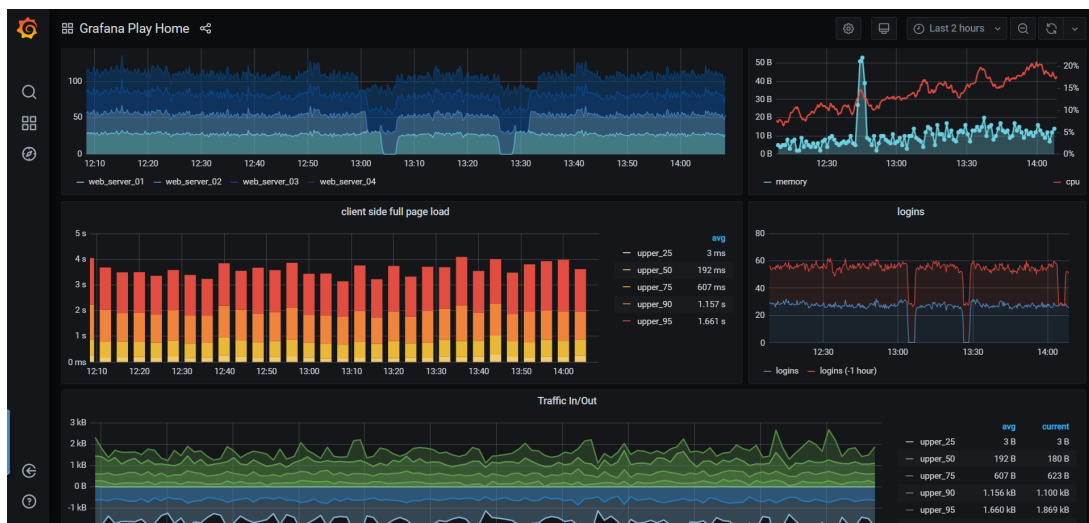 Grafana Play Home
Last 2 hours
100
50
0
12:10 12:20 12:30 12:40 12:50 13:00 13:10 13:20 13:30 13:40 13:50 14:00
web_server_01 web_server_02 web_server_03 web_server_04
50 B
40 B
30 B
20 B
10 B
0 B
20%
15%
10%
5%
0%
12:30 13:00 13:30 14:00
memory cpu
client side full page load
5 s
4 s
3 s
2 s
1 s
0 ms
12:10 12:20 12:30 12:40 12:50 13:00 13:10 13:20 13:30 13:40 13:50 14:00
avg
upper_25 3 ms
upper_50 192 ms
upper_75 607 ms
upper_90 1.157 s
upper_95 1.661 s
logins
80
60
40
20
0
12:30 13:00 13:30 14:00
logins logins (-1 hour)
Traffic In/Out
3 kB
2 kB
1 kB
0 B
-1 kB
avg current
upper_25 3 B 3 B
upper_50 192 B 180 B
upper_75 607 B 623 B
upper_90 1.156 kB 1.100 kB
upper_95 1.660 kB 1.869 kB